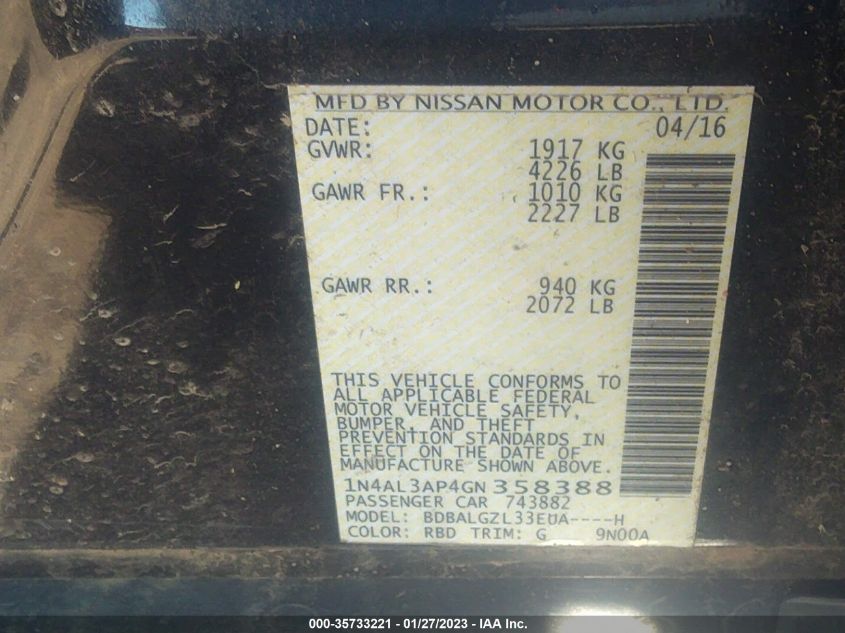 MFD BY NISSAN MOTOR CO., LTD.
DATE: 04/16
GVWR: 1917 KG
4226 LB
GAWR FR.: 1010 KG
2227 LB
GAWR RR.: 940 KG
2072 LB
THIS VEHICLE CONFORMS TO
ALL APPLICABLE FEDERAL
MOTOR VEHICLE SAFETY,
BUMPER, AND THEFT
PREVENTION STANDARDS IN
EFFECT ON THE DATE OF
MANUFACTURE SHOWN ABOVE.
1N4AL3AP4GN358388
PASSENGER CAR 743882
MODEL: BDBALGZL33EUA----H
COLOR: RBD TRIM: G 9N00A
000-35733221 - 01/27/2023 - IAA Inc.